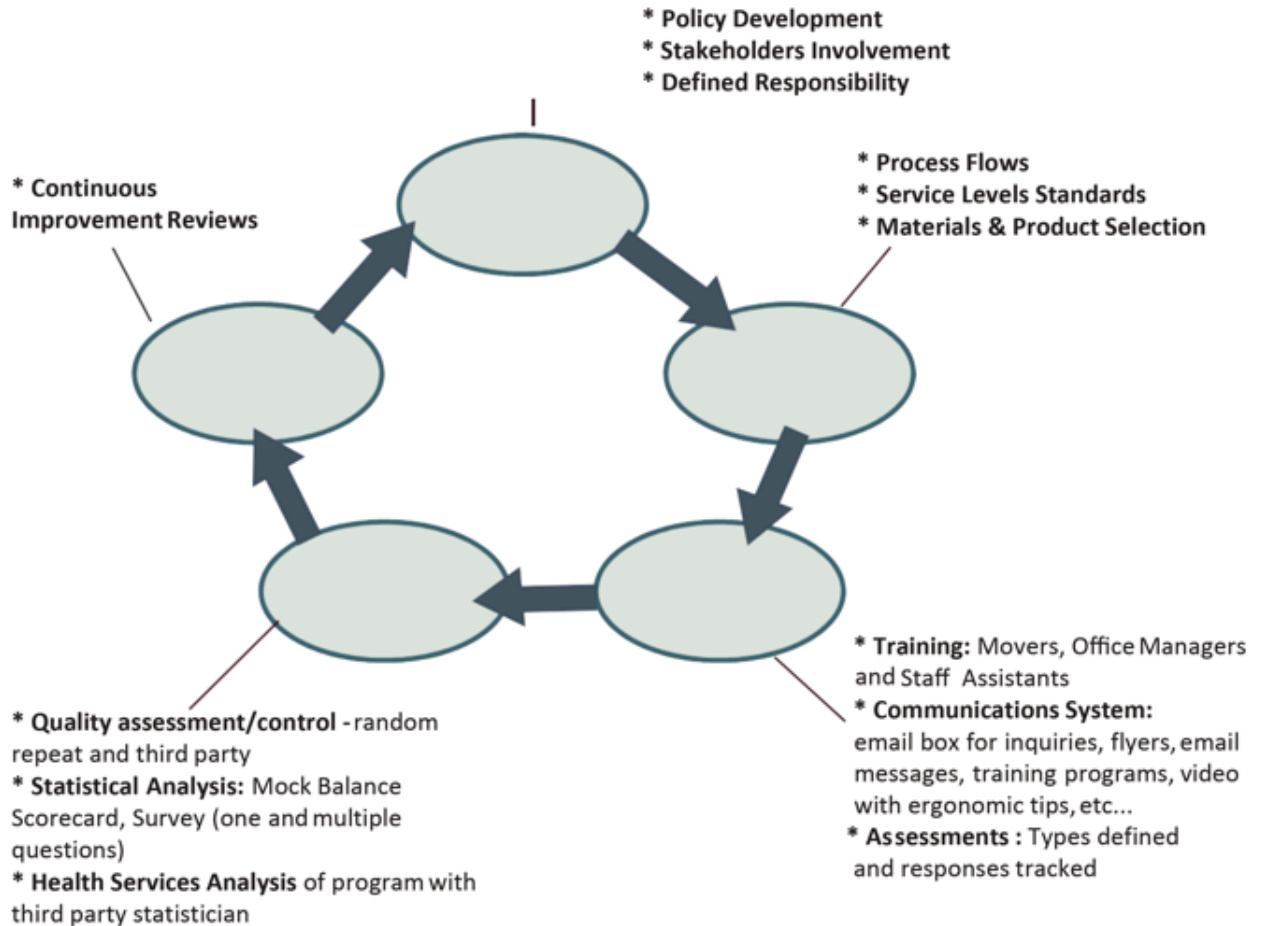 * Policy Development
* Stakeholders Involvement
* Defined Responsibility
* Process Flows
* Service Levels Standards
* Materials & Product Selection
* Continuous
Improvement Reviews
* Training: Movers, Office Managers
and Staff Assistants
* Communications System:
email box for inquiries, flyers, email
messages, training programs, video
with ergonomic tips, etc...
* Assessments : Types defined
and responses tracked
* Quality assessment/control - random
repeat and third party
* Statistical Analysis: Mock Balance
Scorecard, Survey (one and multiple
questions)
* Health Services Analysis of program with
third party statistician